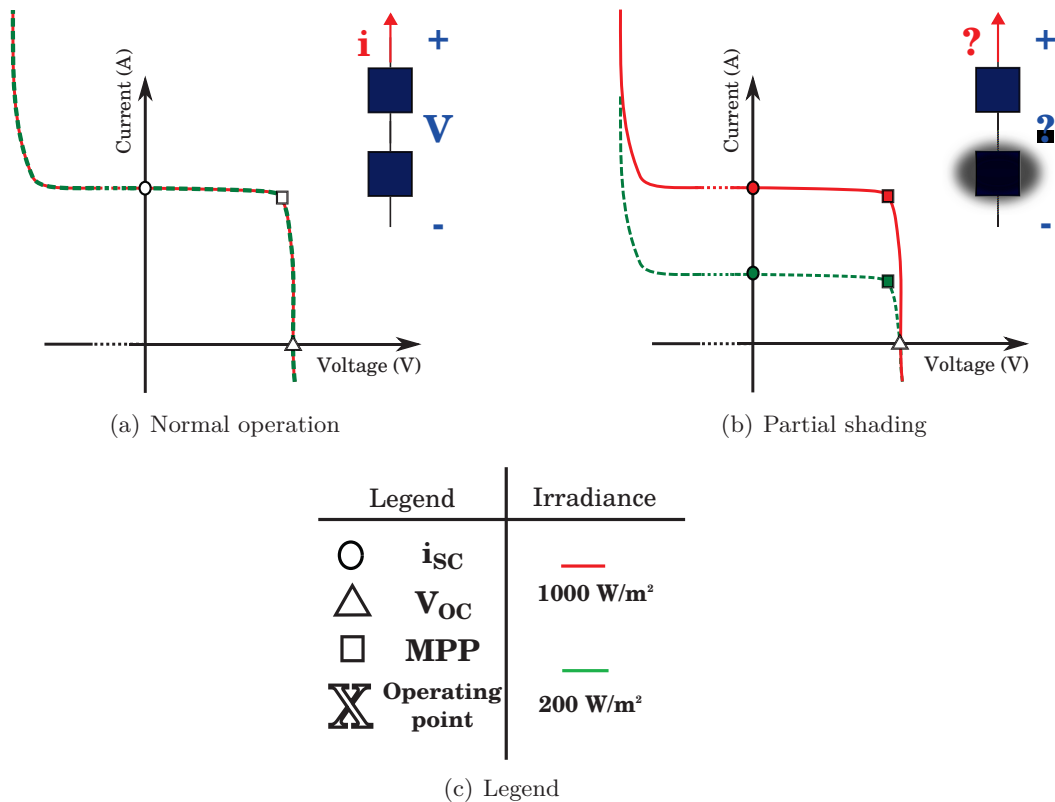 Current (A)
i
+
V
-
Voltage (V)
(a) Normal operation
Current (A)
?
+
?
-
Voltage (V)
(b) Partial shading
Legend
Irradiance
iSC
1000 W/m²
VOC
MPP
X
Operating
point
200 W/m²
(c) Legend